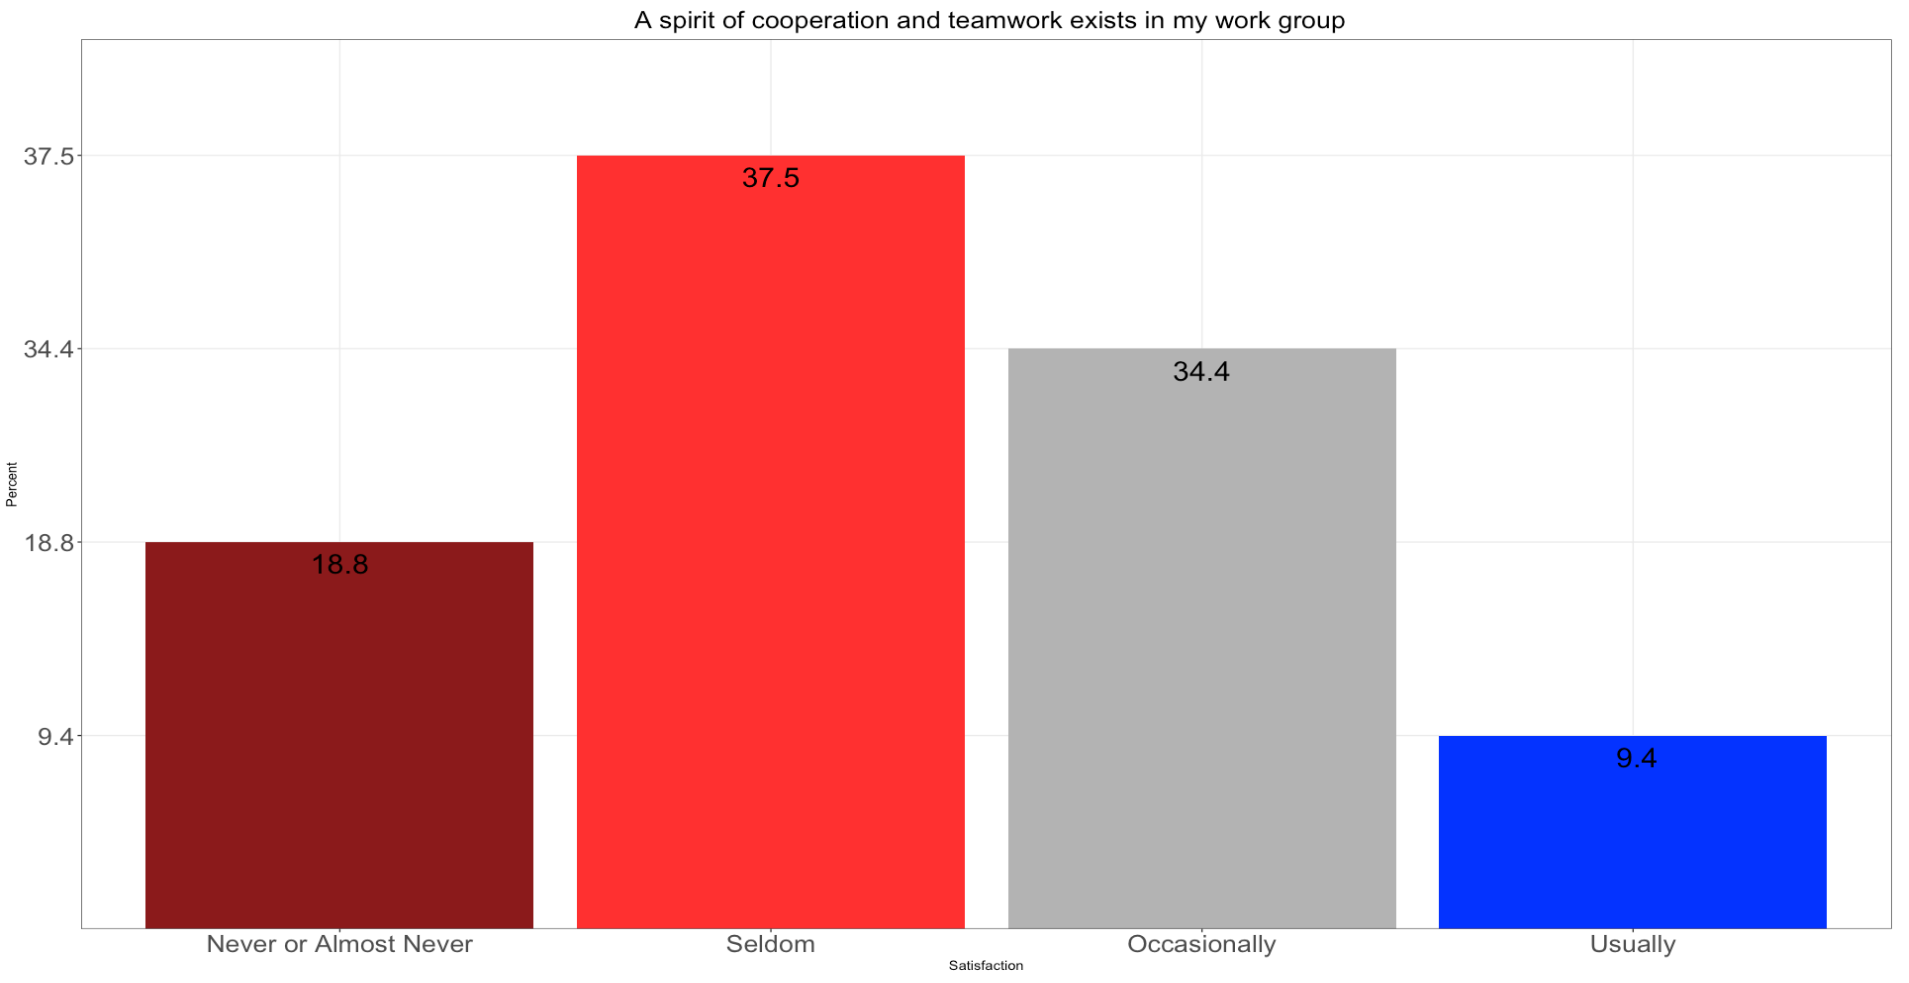 A spirit of cooperation and teamwork exists in my work group
37.5
34.4
18.8
9.4
Percent
18.8
37.5
34.4
9.4
Never or Almost Never
Seldom
Occasionally
Usually
Satisfaction